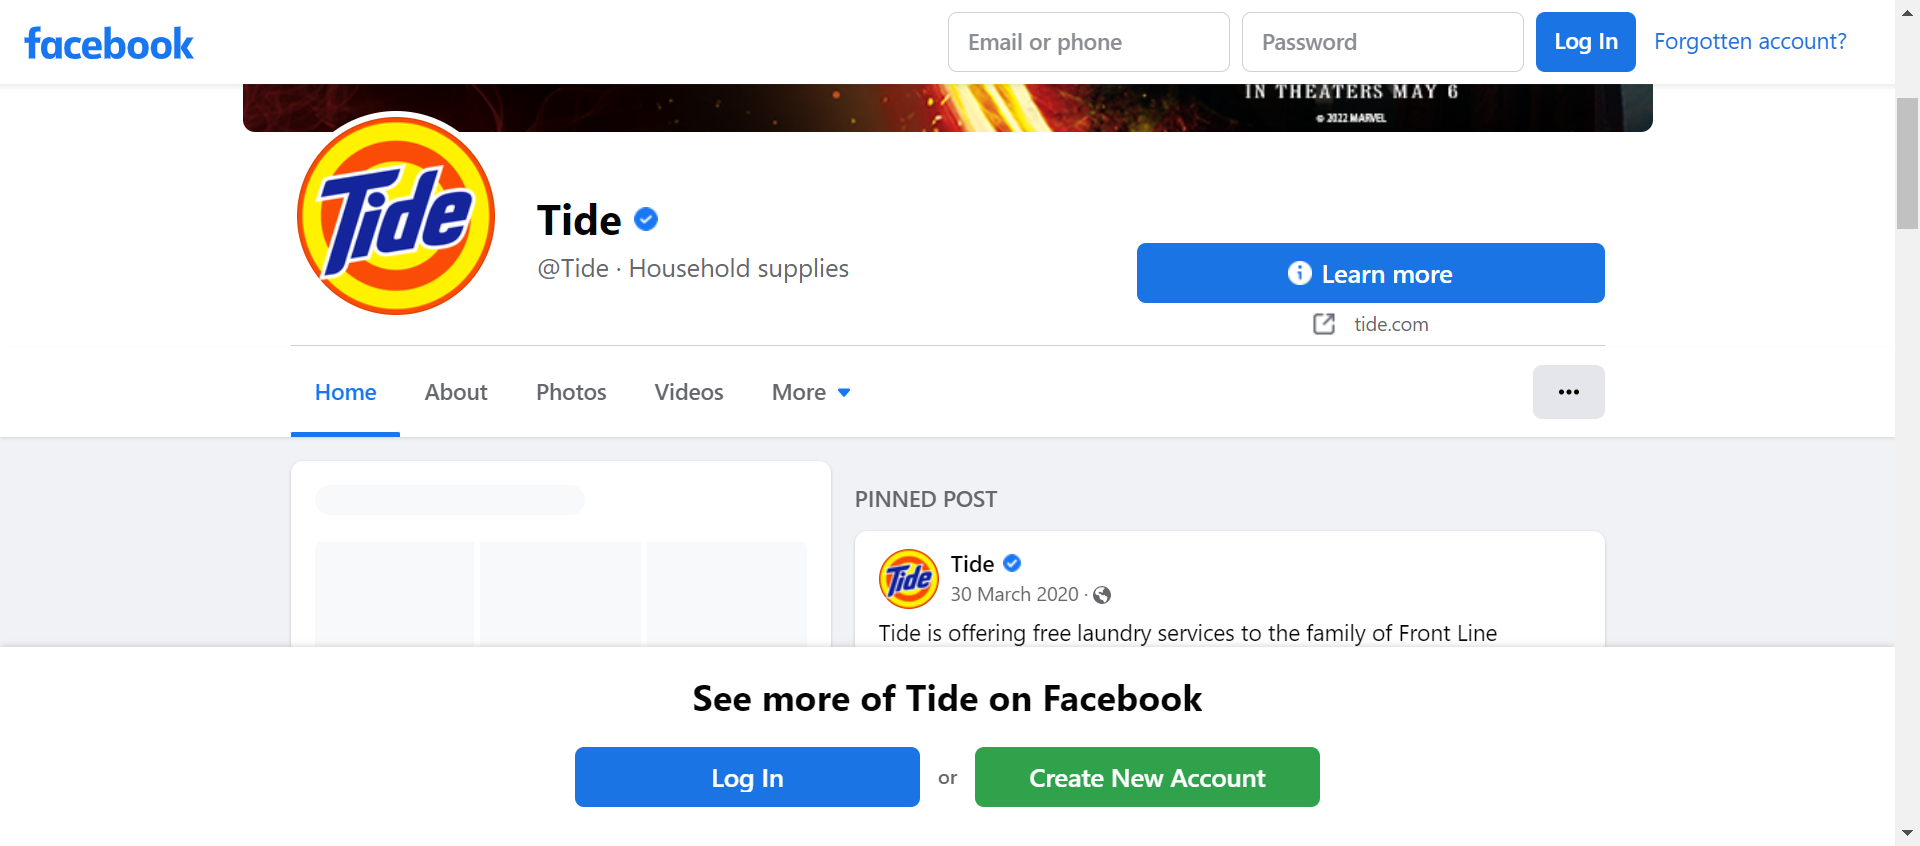 facebook
Email or phone
Password
Log In
Forgotten account?
IN THEATERS MAY 6
© 2022 MARVEL
Tide
Tide
@Tide · Household supplies
Learn more
tide.com
Home
About
Photos
Videos
More
PINNED POST
Tide
Tide
30 March 2020 ·
Tide is offering free laundry services to the family of Front Line
See more of Tide on Facebook
Log In
or
Create New Account